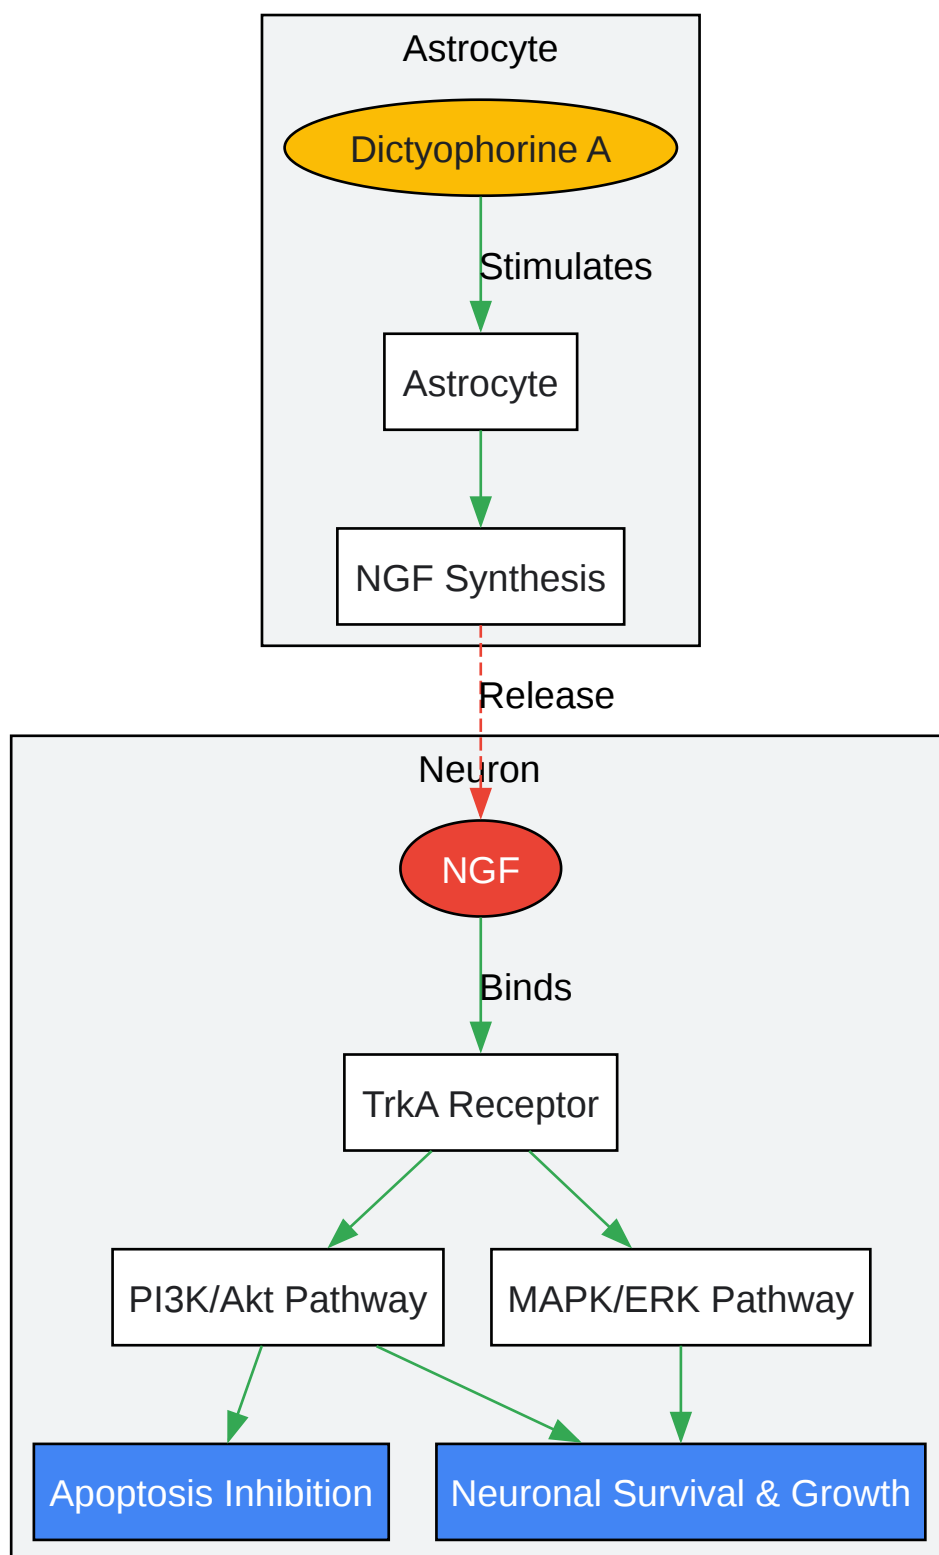 Astrocyte
Dictyophorine A
Stimulates
Astrocyte
NGF Synthesis
Release
Neuron
NGF
Binds
TrkA Receptor
PI3K/Akt Pathway
MAPK/ERK Pathway
Apoptosis Inhibition
Neuronal Survival & Growth